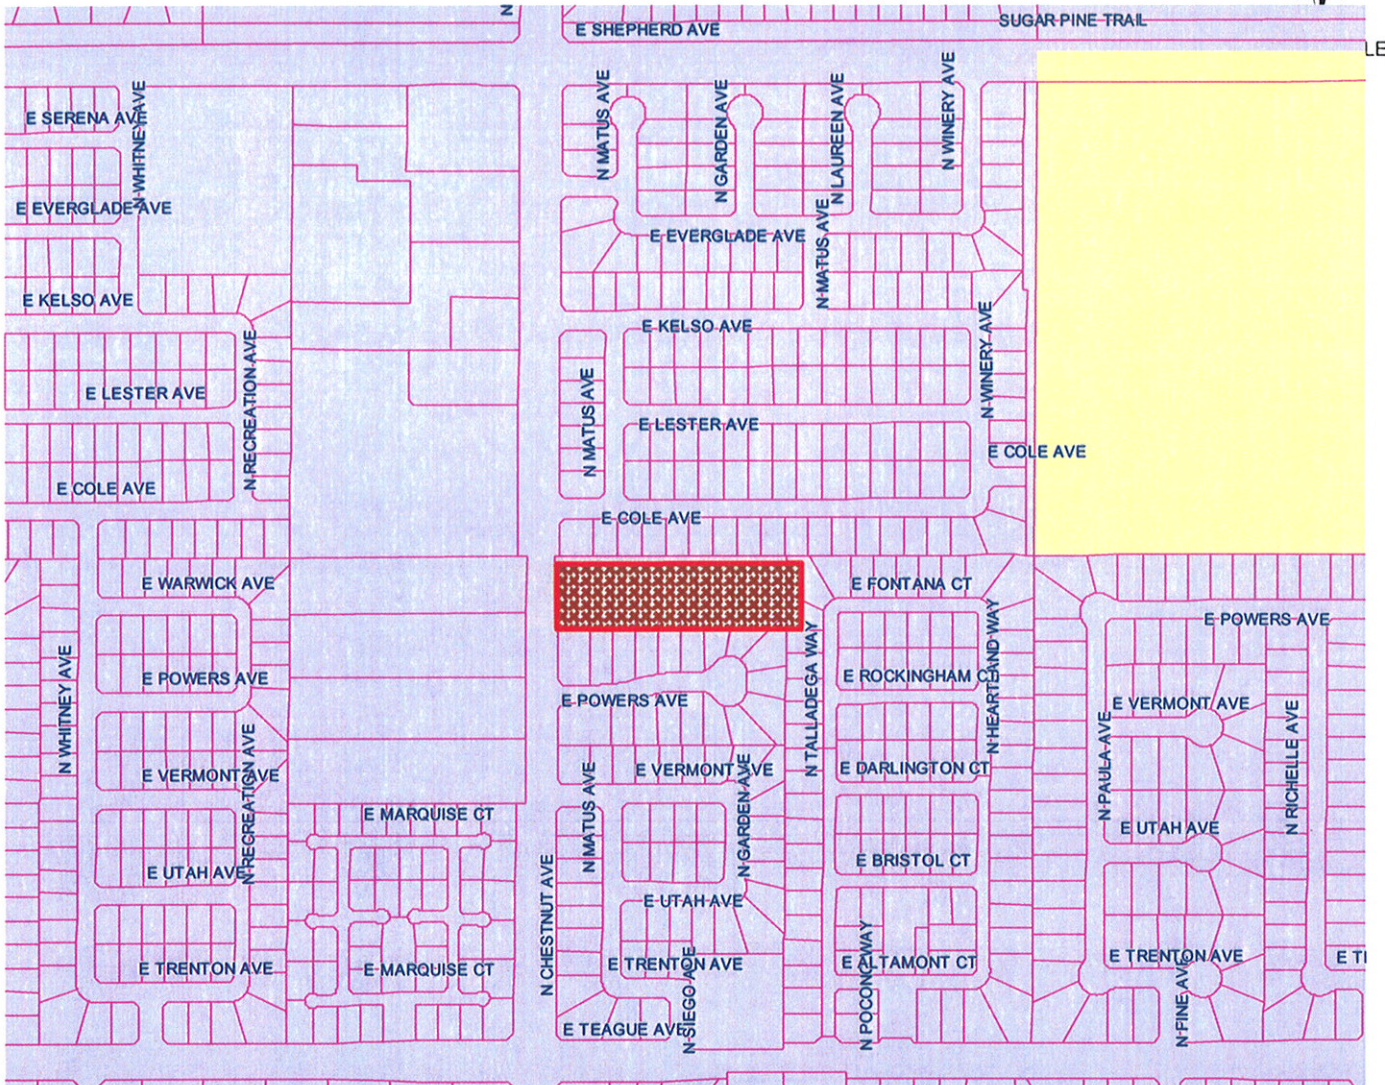 N
E SHEPHERD AVE
SUGAR PINE TRAIL
LE
E SERENA AVE
N WHITNEY AVE
N MATUS AVE
N GARDEN AVE
N LAUREEN AVE
N WINERY AVE
E EVERGLADE AVE
E EVERGLADE AVE
N MATUS AVE
E KELSO AVE
E KELSO AVE
N WINERY AVE
N RECREATION AVE
E LESTER AVE
N MATUS AVE
E LESTER AVE
E COLE AVE
E COLE AVE
E COLE AVE
E WARWICK AVE
E FONTANA CT
E POWERS AVE
N WHITNEY AVE
E POWERS AVE
E POWERS AVE
N TALLADEGA WAY
E ROCKINGHAM CT
N HEARTLAND WAY
E VERMONT AVE
N PAULA AVE
N RICHELLE AVE
E VERMONT AVE
N RECREATION AVE
E VERMONT AVE
N MATUS AVE
N GARDEN AVE
E DARLINGTON CT
E MARQUISE CT
E UTAH AVE
E UTAH AVE
N CHESTNUT AVE
E BRISTOL CT
E UTAH AVE
E TRENTON AVE
E MARQUISE CT
E TRENTON AVE
N SIEGO AVE
E ALTAMONT CT
N POCONO WAY
E TRENTON AVE
N FINE AVE
E TI
E TEAGUE AVE